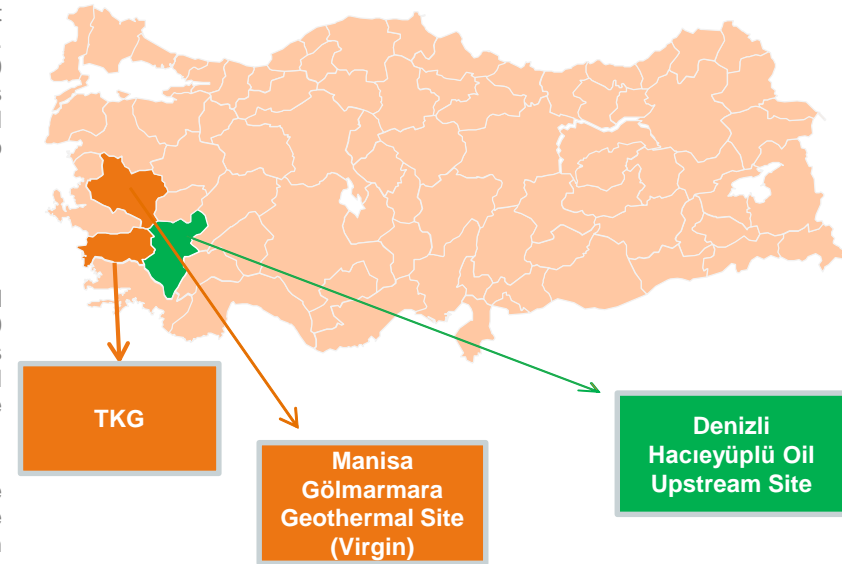 TKG
Manisa
Gölmarmara
Geothermal Site
(Virgin)
Denizli
Hacıeyüplü Oil
Upstream Site